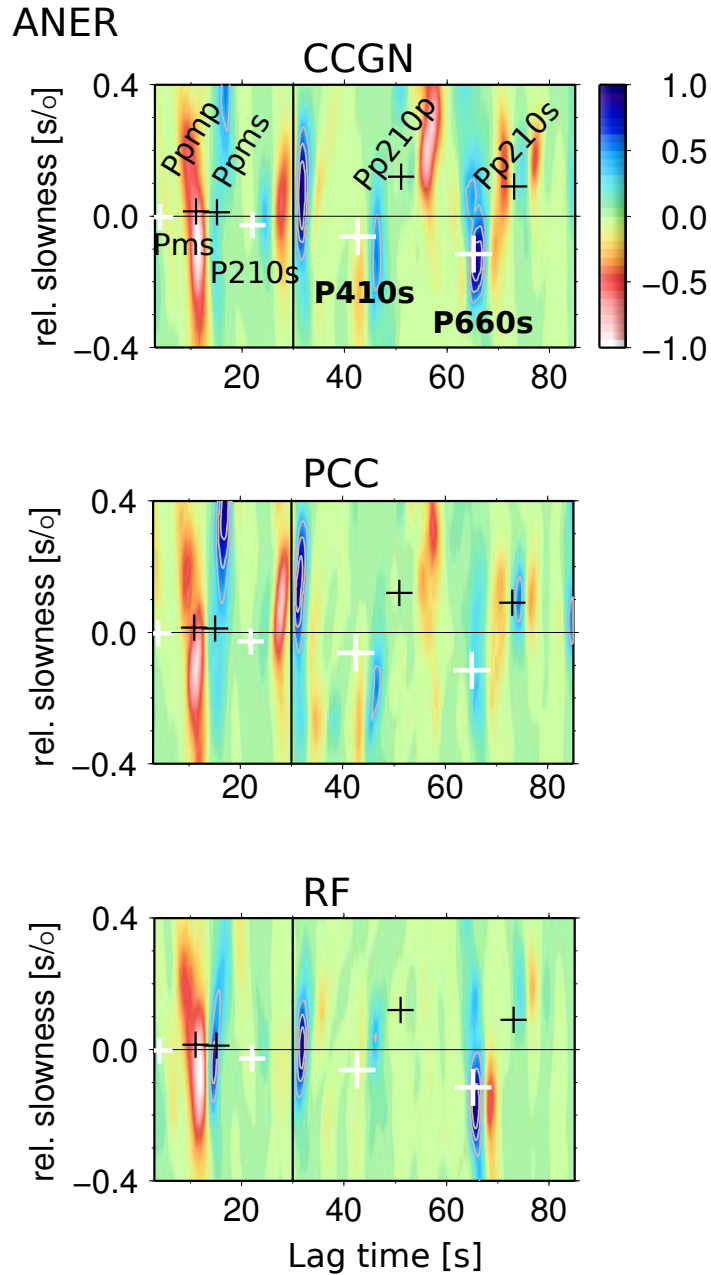 ANER
CCGN
rel. slowness [s/o]
0.4
0.0
−0.4
Ppmp
Ppms
Pms
P210s
P410s
Pp210p
Pp210s
P660s
1.0
0.5
0.0
−0.5
−1.0
20 40 60 80
PCC
rel. slowness [s/o]
0.4
0.0
−0.4
20 40 60 80
RF
rel. slowness [s/o]
0.4
0.0
−0.4
20 40 60 80
Lag time [s]